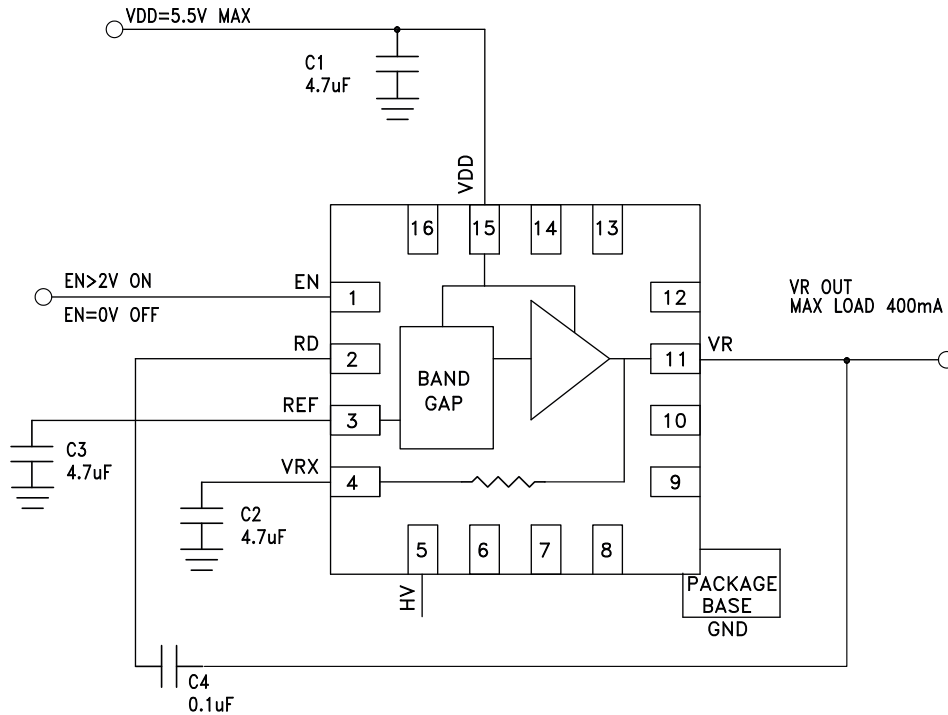 VDD=5.5V MAX
C1
4.7uF
VDD
16
15
14
13
EN>2V ON
EN
1
12
EN=0V OFF
VR OUT
MAX LOAD 400mA
RD
2
11
VR
BAND
GAP
REF
3
10
C3
4.7uF
VRX
4
9
C2
4.7uF
5
6
7
8
HV
PACKAGE
BASE
GND
C4
0.1uF